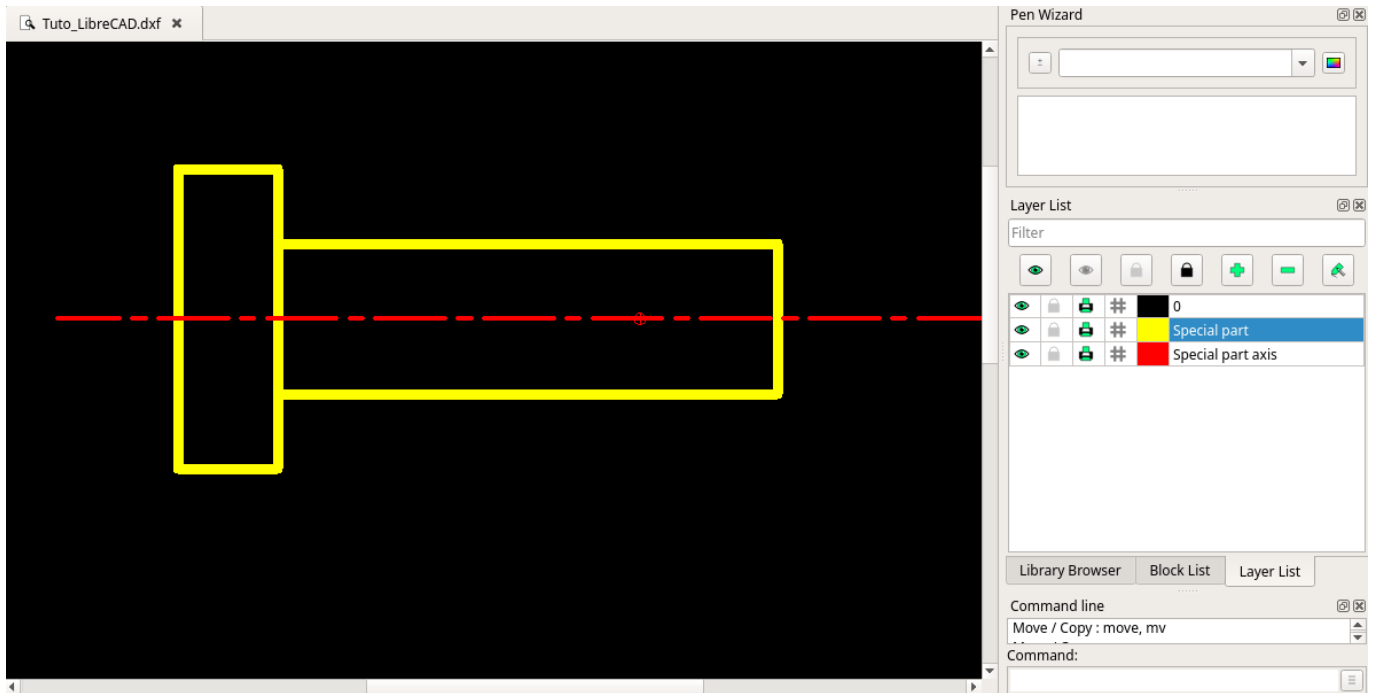 Tuto_LibreCAD.dxf
Pen Wizard
Layer List
Filter
0
Special part
Special part axis
Library Browser
Block List
Layer List
Command line
Move / Copy : move, mv
Command: